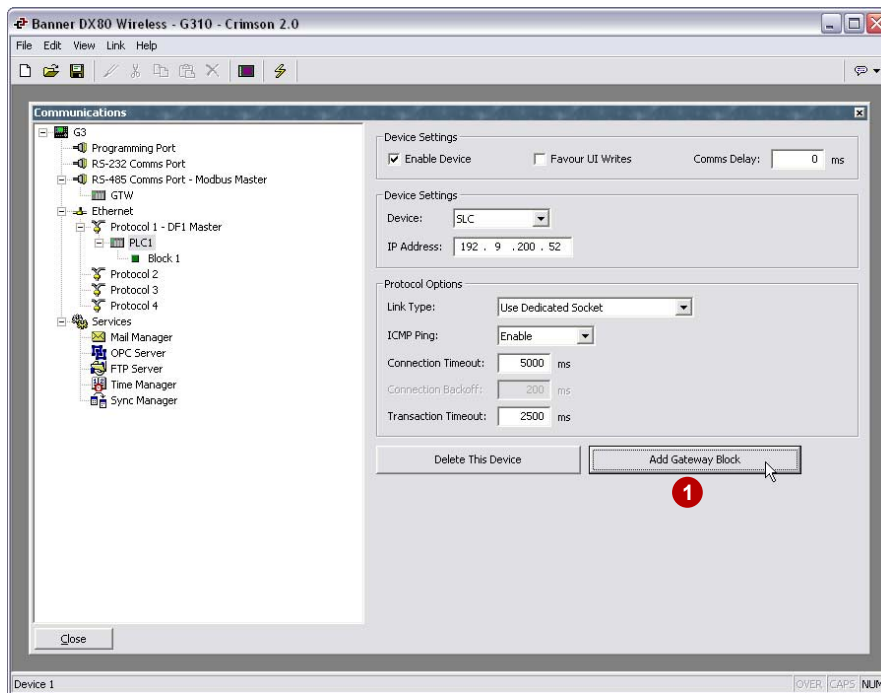 Banner DX80 Wireless - G310 - Crimson 2.0
File Edit View Link Help
Communications
G3
Programming Port
RS-232 Comms Port
RS-485 Comms Port - Modbus Master
GTW
Ethernet
Protocol 1 - DF1 Master
PLC1
Block 1
Protocol 2
Protocol 3
Protocol 4
Services
Mail Manager
OPC Server
FTP Server
Time Manager
Sync Manager
Device Settings
Enable Device Favour UI Writes Comms Delay: 0 ms
Device Settings
Device: SLC
IP Address: 192 . 9 .200 . 52
Protocol Options
Link Type: Use Dedicated Socket
ICMP Ping: Enable
Connection Timeout: 5000 ms
Connection Backoff: 200 ms
Transaction Timeout: 2500 ms
Delete This Device Add Gateway Block
1
Close
Device 1 OVER CAPS NUM